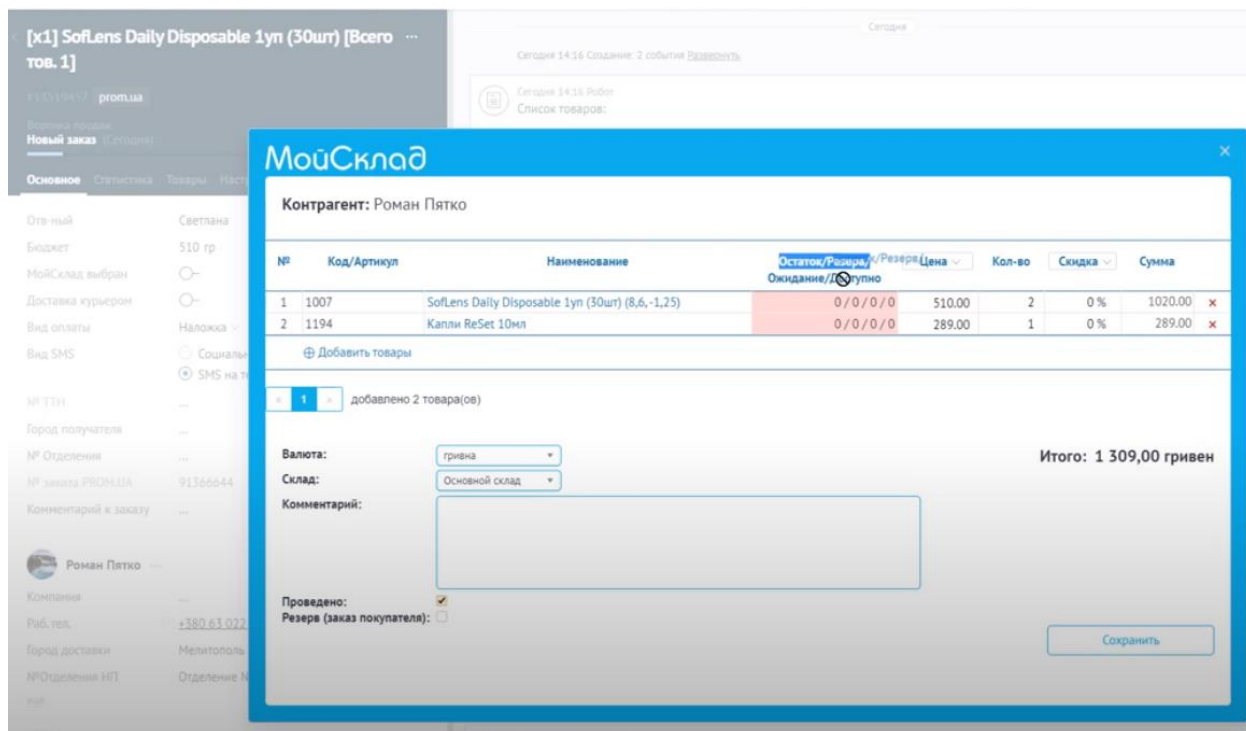 [x1] SofLens Daily Disposable 1уп (30шт) [Всего ...
тов. 1]
prom.ua
Воронка продаж
Новый заказ (Сегодня)
Основное Статистика Товары
Отв-ный Светлана
Бюджет 510 гр
МойСклад выбран
Доставка курьером
Вид оплаты Наложка
Вид SMS
SMS на
№ ТТН ...
Город получателя ...
№ Отделения ...
№ заказа PROM.UA 91366644
Комментарий к заказу ...
Роман Пятко ...
Компания ...
Раб. тел. +380 63 022
Город доставки Мелитополь
№Отделения НП Отделение
еще
Сегодня
Сегодня 14:16 Создание: 2 события Развернуть
Сегодня 14:16 Робот
Список товаров:
МойСклад
Контрагент: Роман Пятко
№ Код/Артикул Наименование Остаток/Резерв/ Цена Кол-во Скидка Сумма
Ожидание/Доступно
1 1007 SofLens Daily Disposable 1уп (30шт) (8,6,-1,25) 0/0/0/0 510.00 2 0 % 1020.00 ×
2 1194 Капли ReSet 10мл 0/0/0/0 289.00 1 0 % 289.00 ×
⊕ Добавить товары
« 1 » добавлено 2 товара(ов)
Валюта: гривна
Итого: 1 309,00 гривен
Склад: Основной склад
Комментарий:
Проведено:
Резерв (заказ покупателя):
Сохранить